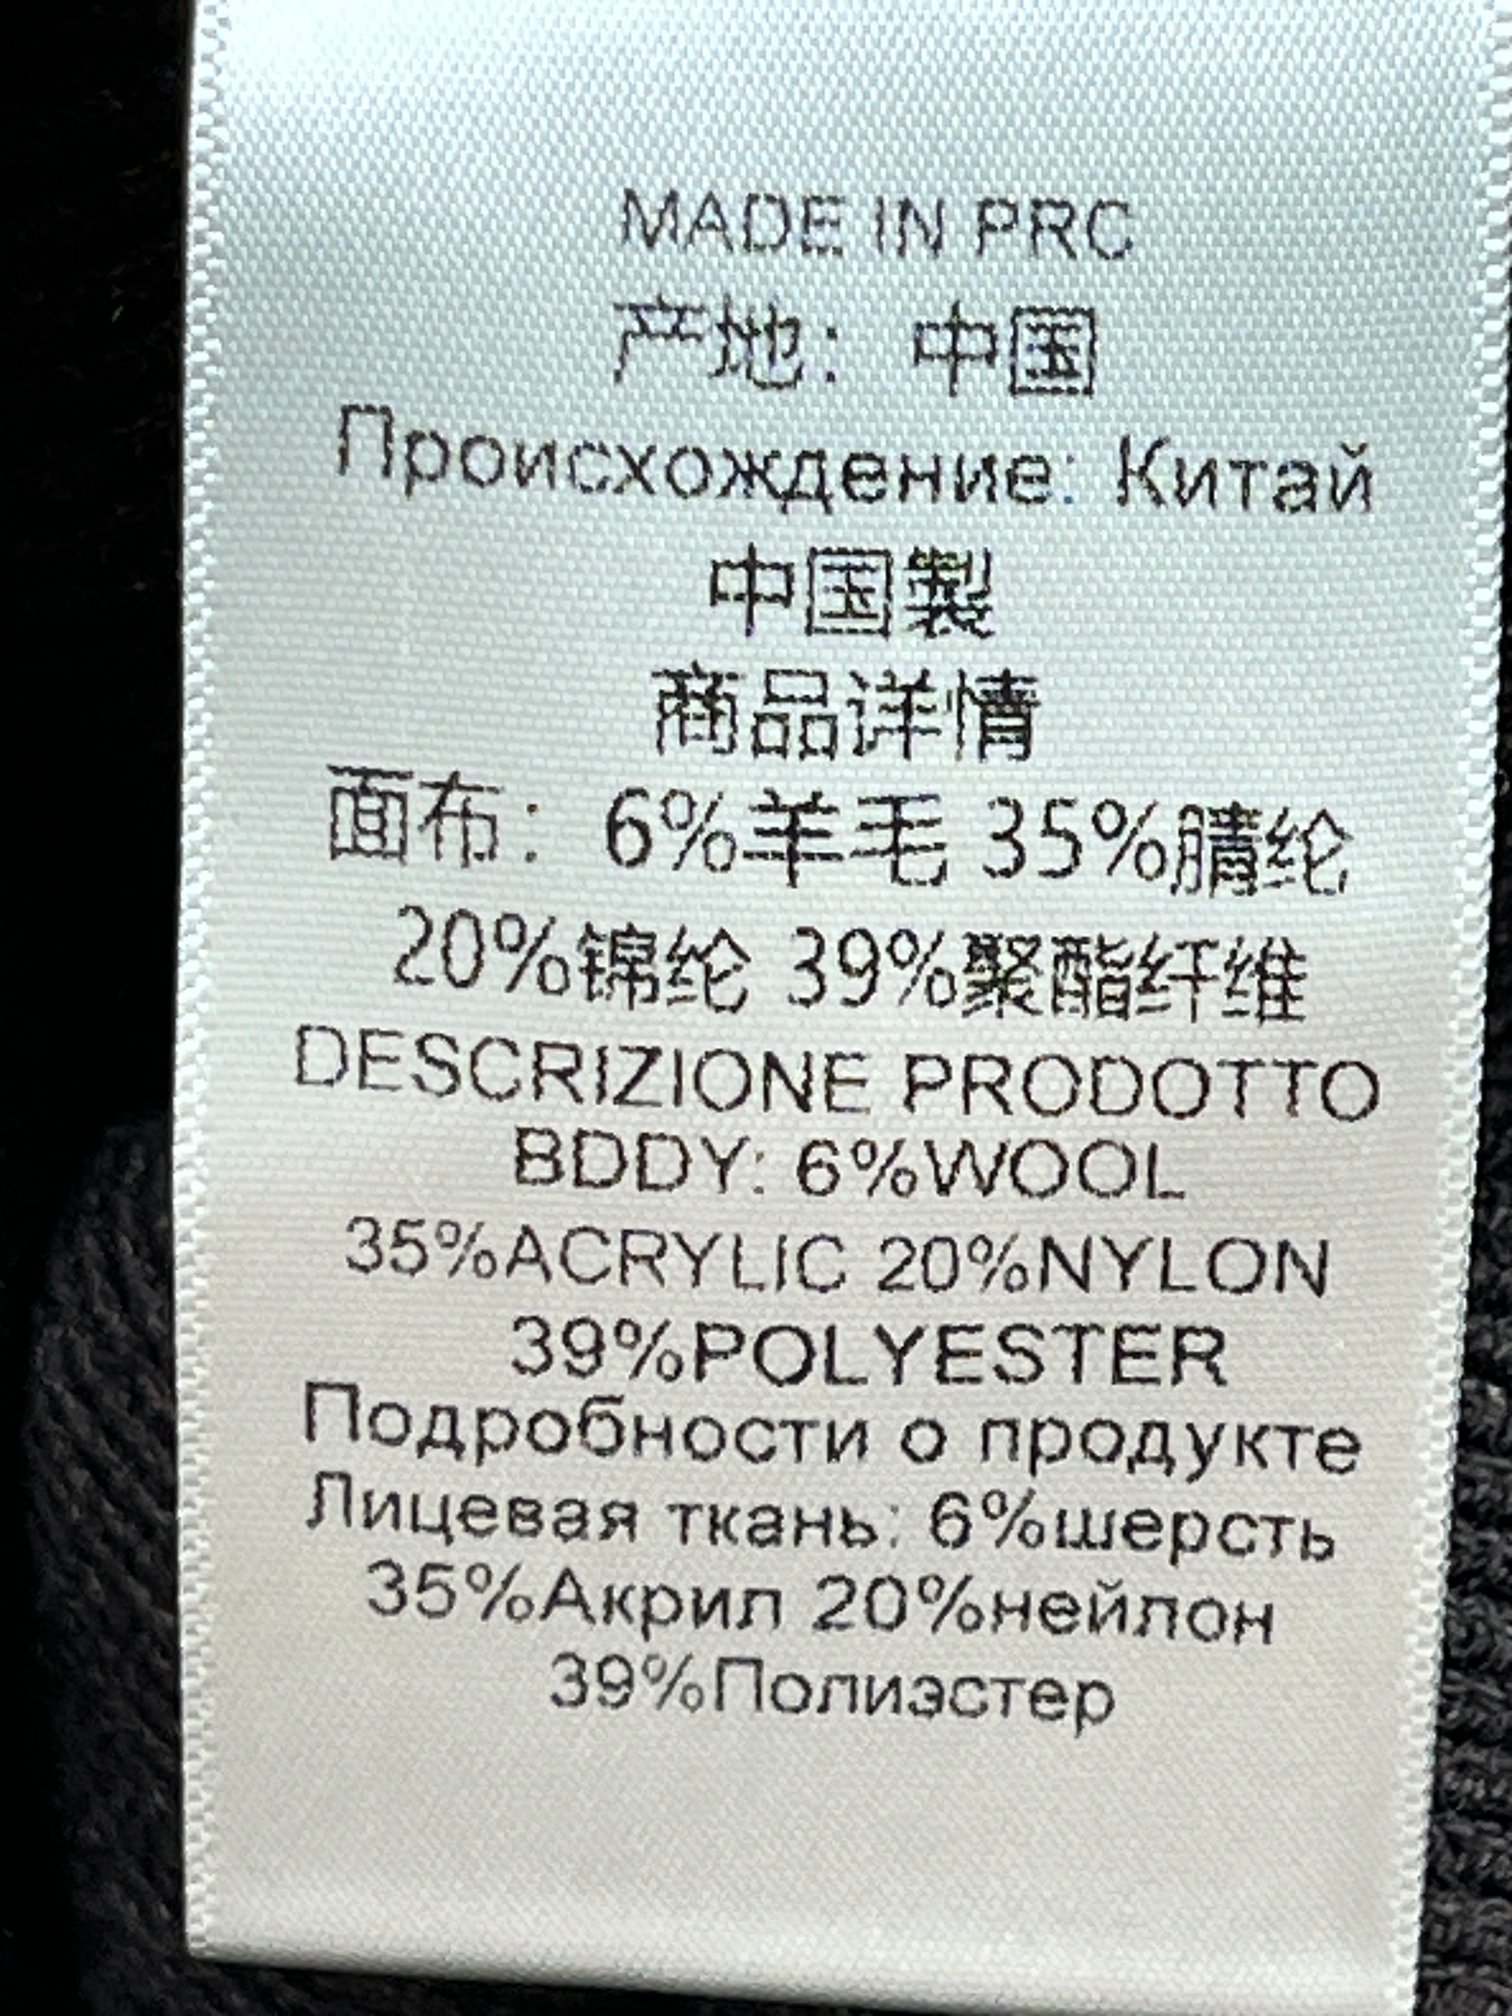 MADE IN PRC
产地：中国
Происхождение: Китай
中国製
商品详情
面布：6%羊毛 35%腈纶
20%锦纶 39%聚酯纤维
DESCRIZIONE PRODOTTO
BDDY: 6%WOOL
35%ACRYLIC 20%NYLON
39%POLYESTER
Подробности о продукте
Лицевая ткань: 6%шерсть
35%Акрил 20%нейлон
39%Полиэстер